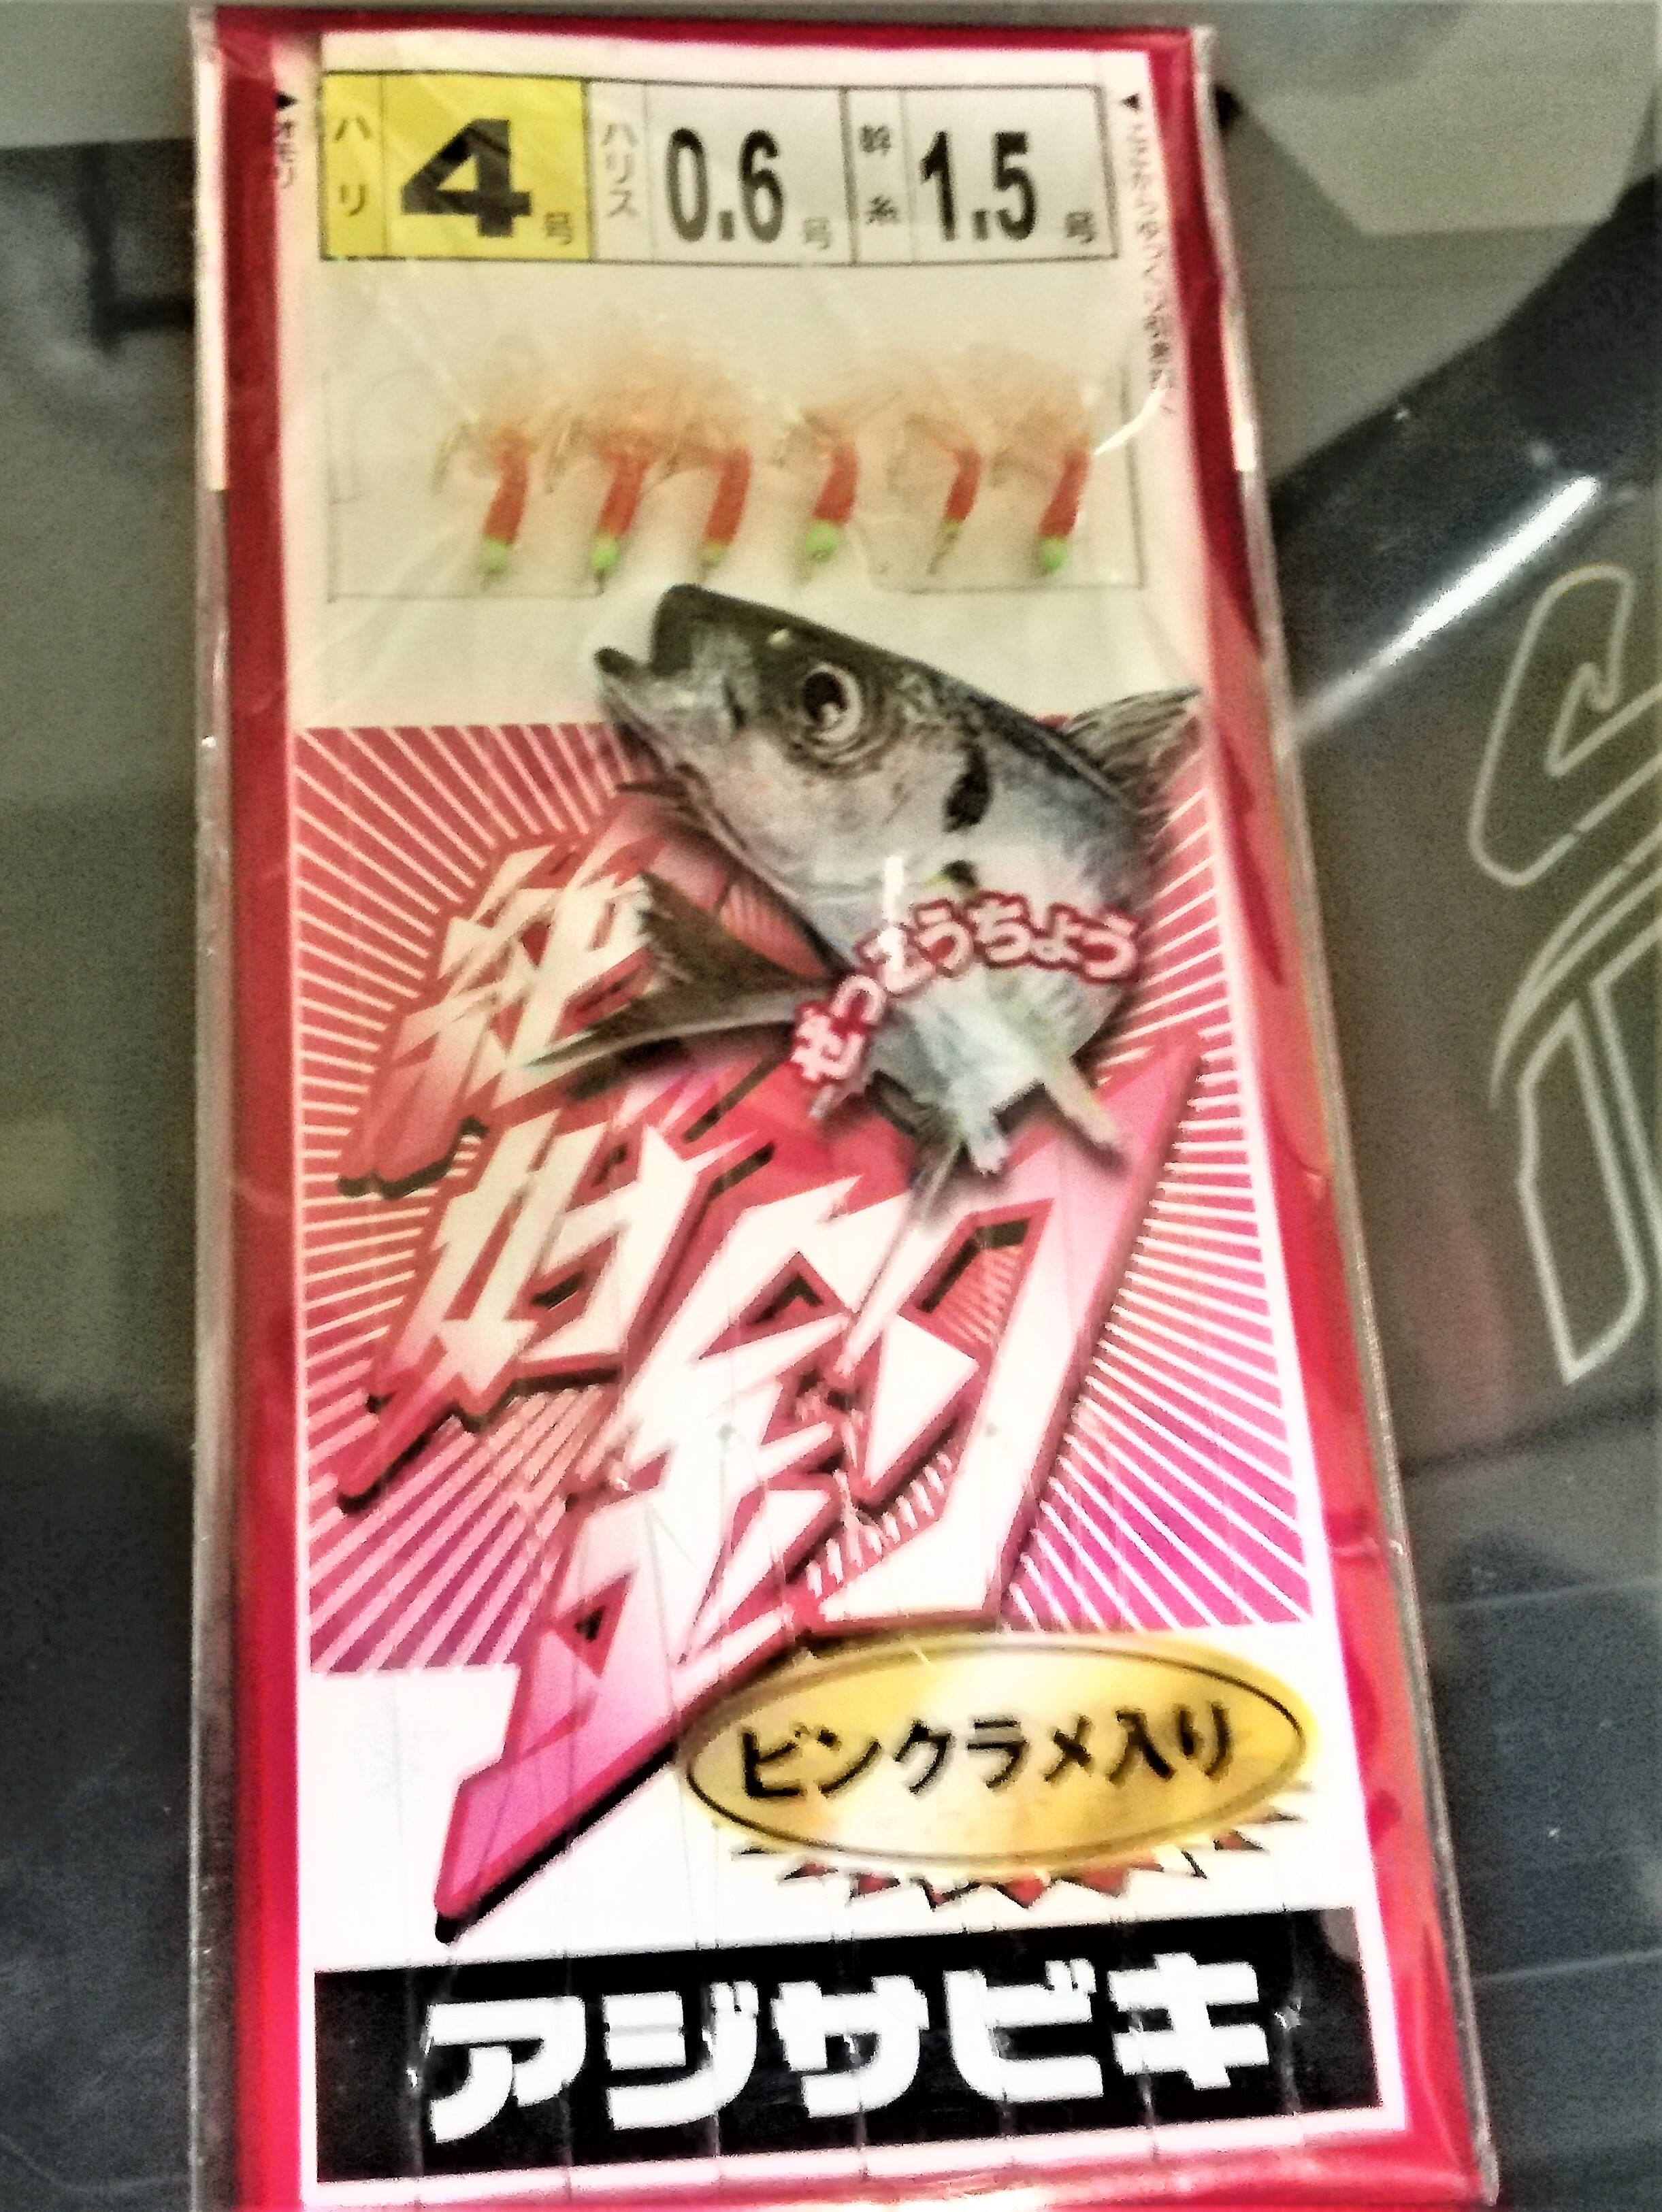 ハリ 4号 ハリス 0.6号 幹糸 1.5号
ぜっこうちょう
絶好釣
ピンクラメ入り
アジサビキ